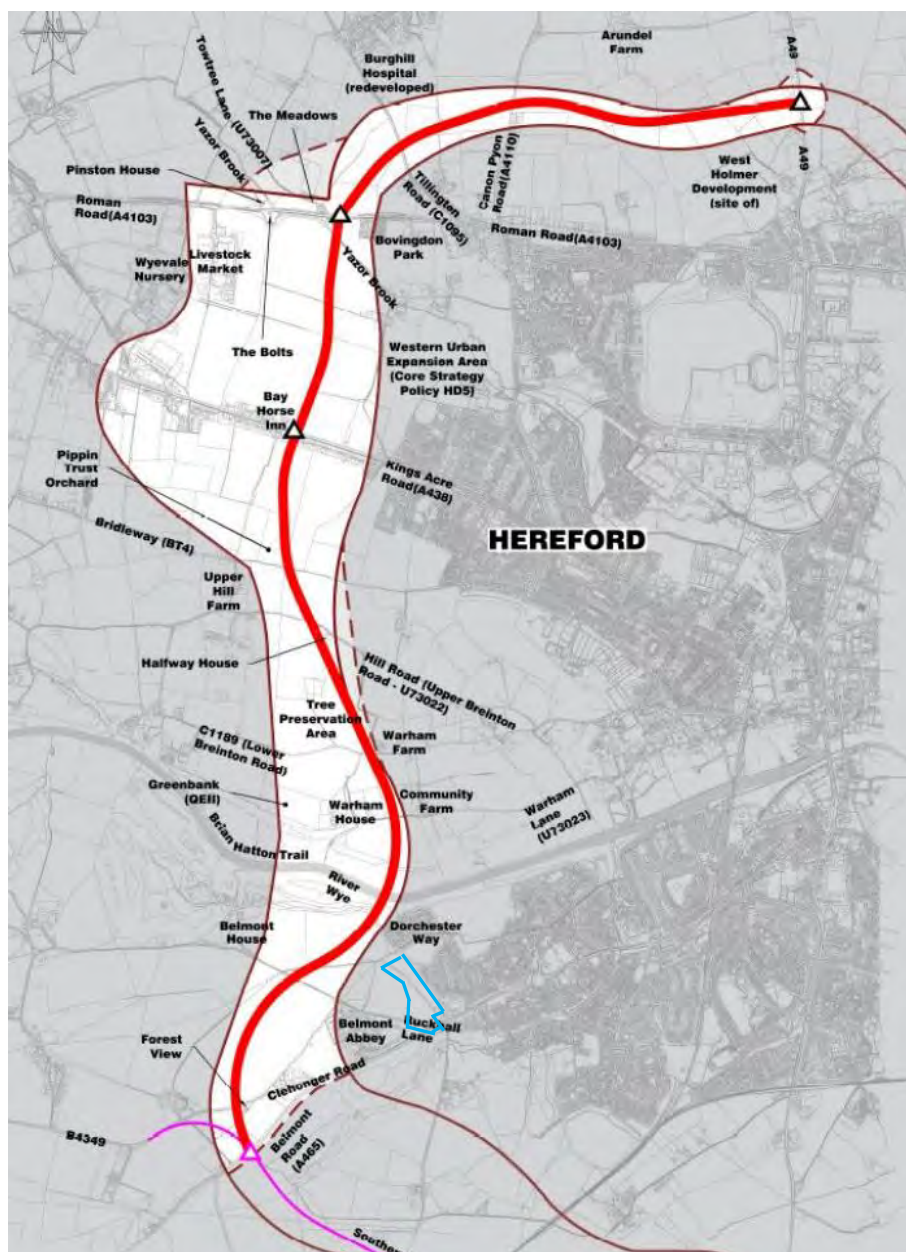 N
Arundel
Farm
A49
Burghill
Hospital
(redeveloped)
Towtree Lane (U73007)
Yazor Brook
The Meadows
Pinston House
Roman
Road(A4103)
Tillington
Road (C1095)
Canon Pyon
Road(A4110)
A49
West
Holmer
Development
(site of)
Roman Road(A4103)
Bovingdon
Park
Yazor Brook
Wyevale
Nursery
Livestock
Market
The Bolts
Western Urban
Expansion Area
(Core Strategy
Policy HD5)
Bay
Horse
Inn
Kings Acre
Road(A438)
Pippin
Trust
Orchard
Bridleway (BT4)
HEREFORD
Upper
Hill
Farm
Halfway House
Hill Road (Upper Breinton
Road - U73022)
Tree
Preservation
Area
C1189 (Lower
Breinton Road)
Warham
Farm
Greenbank
(QEII)
Warham
House
Community
Farm
Warham
Lane
(U73023)
Brian
Hatton Trail
River
Wye
Belmont
House
Dorchester
Way
Belmont
Abbey
Ruckhall
Lane
Forest
View
Clehonger Road
Belmont
Road
(A465)
B4349
Souther